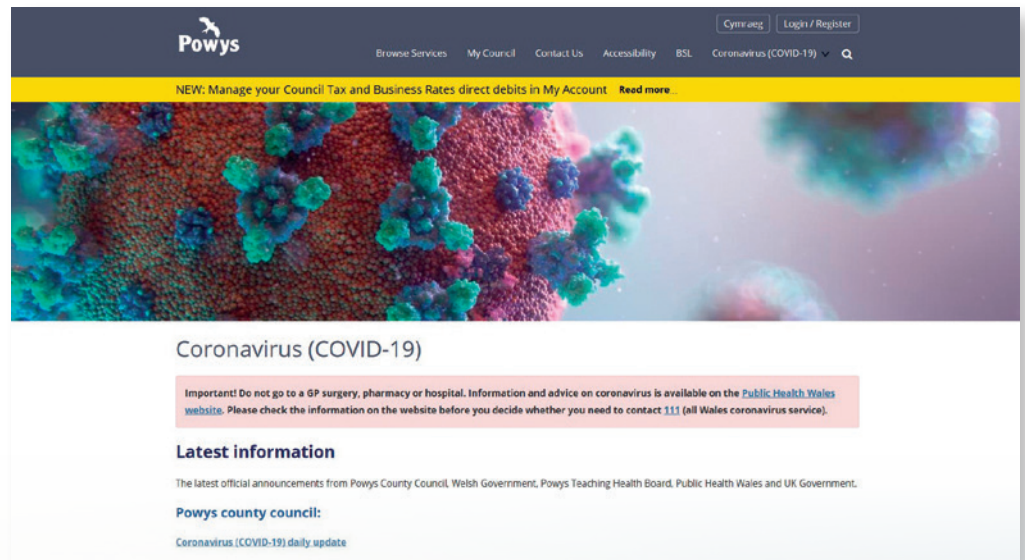 Cymraeg Login / Register
Powys
Browse Services My Council Contact Us Accessibility BSL Coronavirus (COVID-19)
NEW: Manage your Council Tax and Business Rates direct debits in My Account Read more...
Coronavirus (COVID-19)
Important! Do not go to a GP surgery, pharmacy or hospital. Information and advice on coronavirus is available on the Public Health Wales
website. Please check the information on the website before you decide whether you need to contact 111 (all Wales coronavirus service).
Latest information
The latest official announcements from Powys County Council, Welsh Government, Powys Teaching Health Board, Public Health Wales and UK Government.
Powys county council:
Coronavirus (COVID-19) daily update